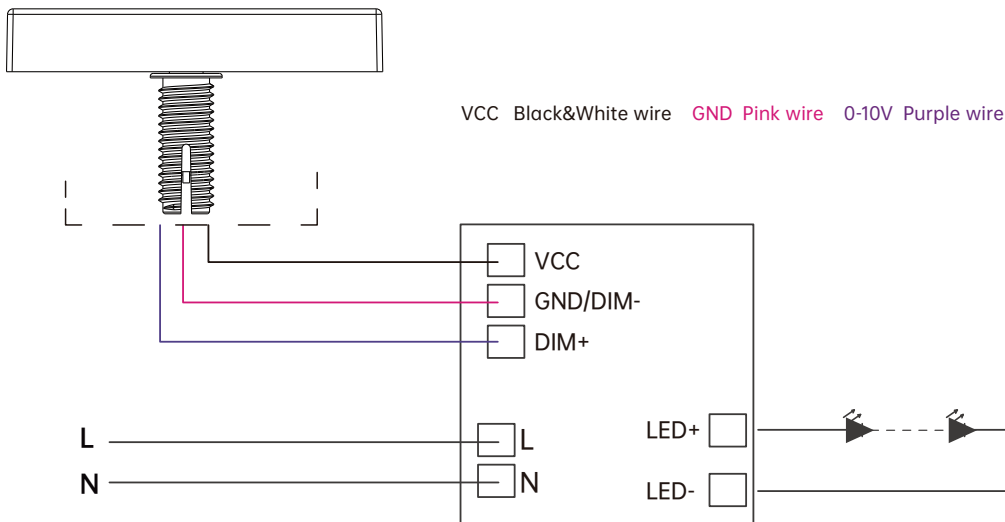 VCC Black&White wire GND Pink wire 0-10V Purple wire
VCC
GND/DIM-
DIM+
L
L
LED+
N
N
LED-